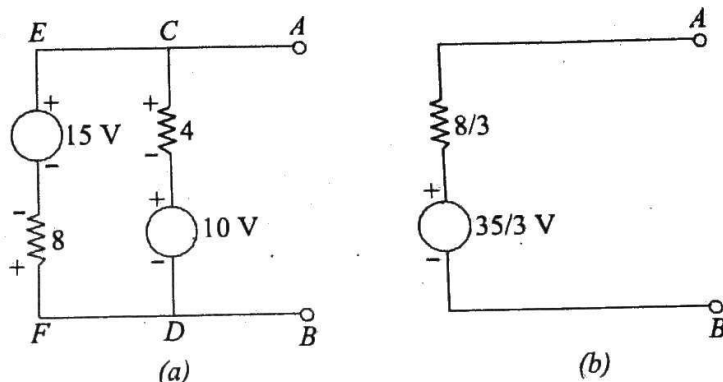 E C A
+ +
15 V 4
- -
- +
8 10 V
+ -
F D B
(a)
A
8/3
+
35/3 V
-
B
(b)